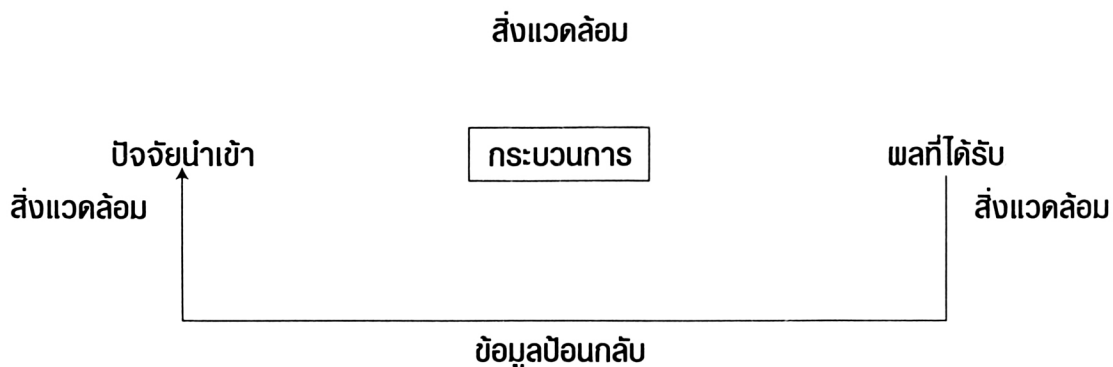 สิ่งแวดล้อม
ปัจจัยนำเข้า กระบวนการ ผลที่ได้รับ
สิ่งแวดล้อม สิ่งแวดล้อม
ข้อมูลป้อนกลับ